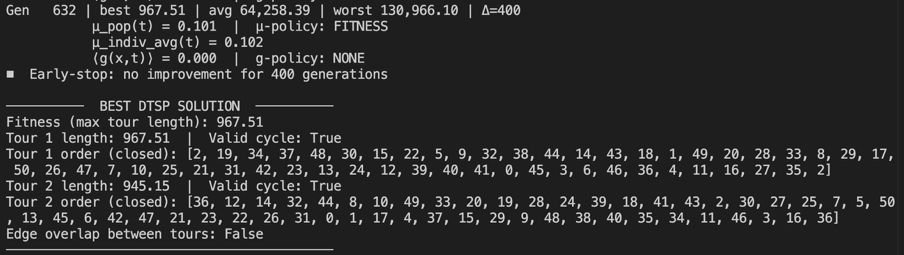 Gen   632 | best 967.51 | avg 64,258.39 | worst 130,966.10 | Δ=400
μ_pop(t) = 0.101  |  μ-policy: FITNESS
μ_indiv_avg(t) = 0.102
⟨g(x,t)⟩ = 0.000  |  g-policy: NONE
■  Early-stop: no improvement for 400 generations
────────── BEST DTSP SOLUTION ──────────
Fitness (max tour length): 967.51
Tour 1 length: 967.51  |  Valid cycle: True
Tour 1 order (closed): [2, 19, 34, 37, 48, 30, 15, 22, 5, 9, 32, 38, 44, 14, 43, 18, 1, 49, 20, 28, 33, 8, 29, 17,
50, 26, 47, 7, 10, 25, 21, 31, 42, 23, 13, 24, 12, 39, 40, 41, 0, 45, 3, 6, 46, 36, 4, 11, 16, 27, 35, 2]
Tour 2 length: 945.15  |  Valid cycle: True
Tour 2 order (closed): [36, 12, 14, 32, 44, 8, 10, 49, 33, 20, 19, 28, 24, 39, 18, 41, 43, 2, 30, 27, 25, 7, 5, 50
, 13, 45, 6, 42, 47, 21, 23, 22, 26, 31, 0, 1, 17, 4, 37, 15, 29, 9, 48, 38, 40, 35, 34, 11, 46, 3, 16, 36]
Edge overlap between tours: False